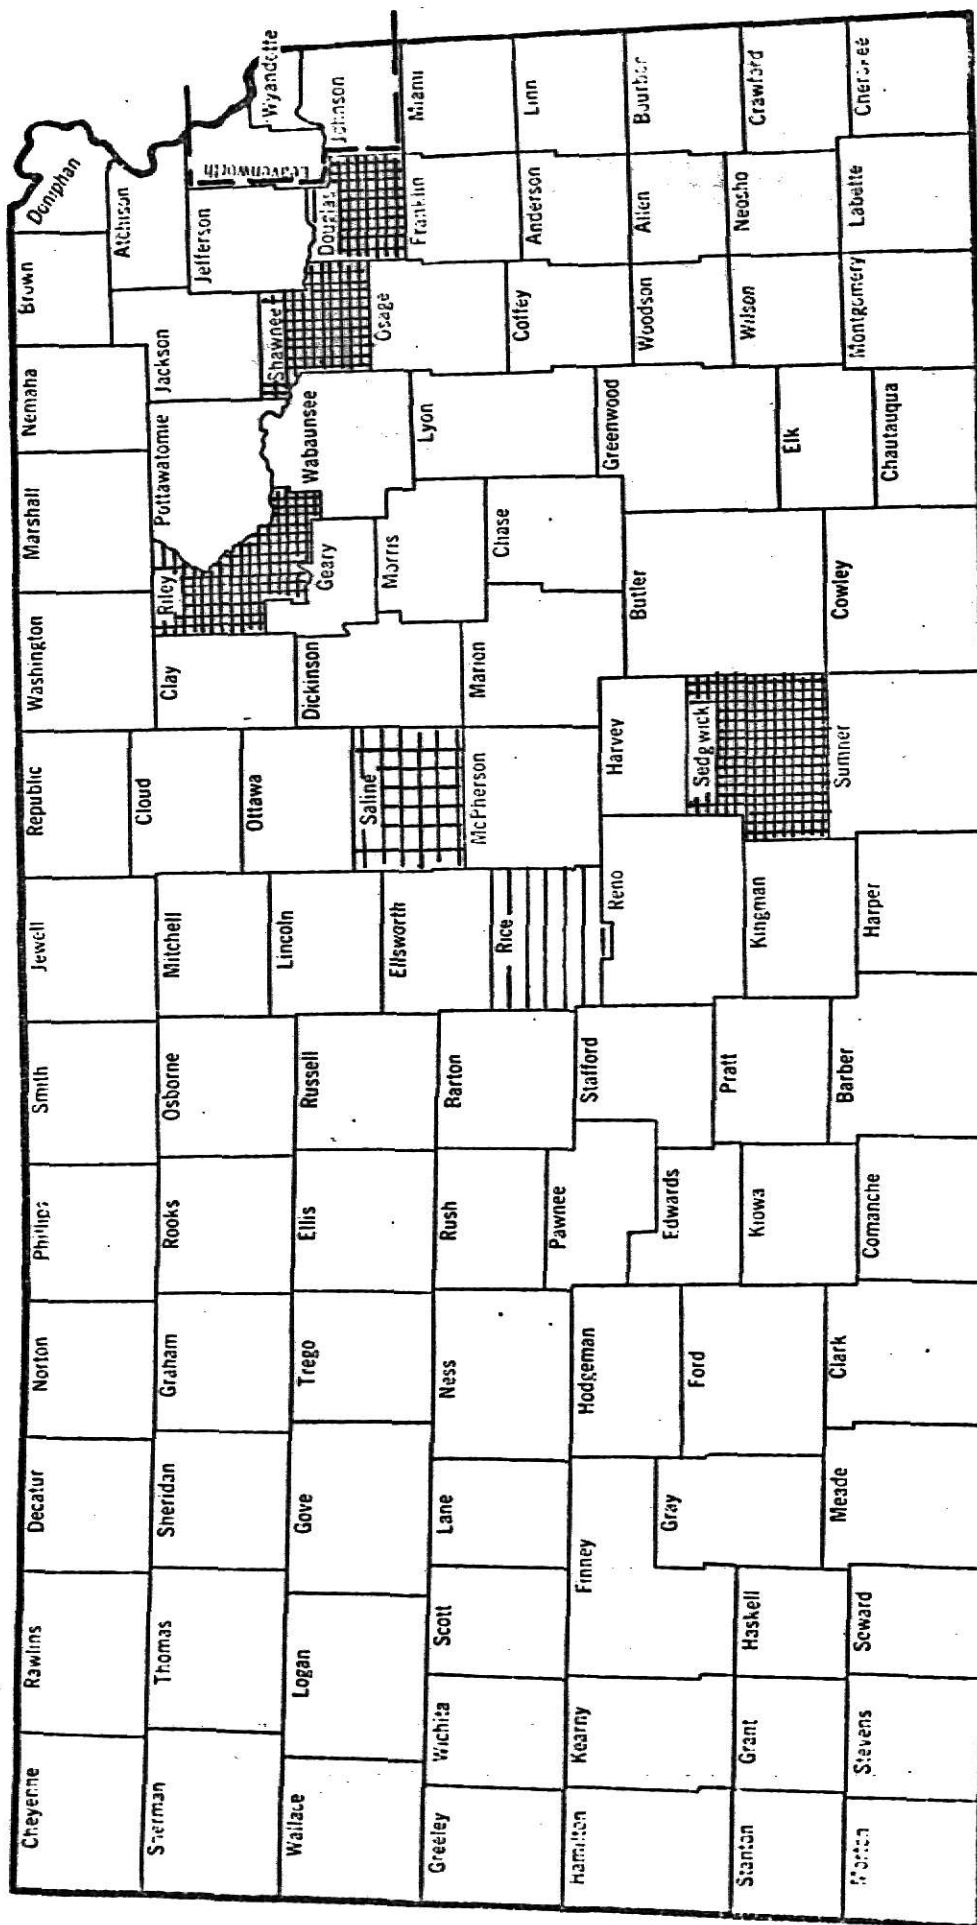 Cheyenne
Rawlins
Decatur
Norton
Phillips
Smith
Jewell
Republic
Washington
Marshall
Nemaha
Brown
Doniphan
Sherman
Thomas
Sheridan
Graham
Rooks
Osborne
Mitchell
Cloud
Clay
Riley
Pottawatomie
Jackson
Atchison
Jefferson
Leavenworth
Wyandotte
Wallace
Logan
Gove
Trego
Ellis
Russell
Lincoln
Ottawa
Dickinson
Geary
Wabaunsee
Shawnee
Douglas
Johnson
Greeley
Wichita
Scott
Lane
Ness
Rush
Barton
Ellsworth
Saline
Morris
Osage
Franklin
Miami
Hamilton
Kearny
Finney
Hodgeman
Pawnee
Stafford
Rice
McPherson
Marion
Chase
Lyon
Coffey
Anderson
Linn
Gray
Ford
Edwards
Reno
Harvey
Butler
Greenwood
Woodson
Allen
Bourbon
Stanton
Grant
Haskell
Kiowa
Pratt
Kingman
Sedgwick
Elk
Wilson
Neosho
Crawford
Morton
Stevens
Seward
Meade
Clark
Comanche
Barber
Harper
Sumner
Cowley
Chautauqua
Montgomery
Labette
Cherokee